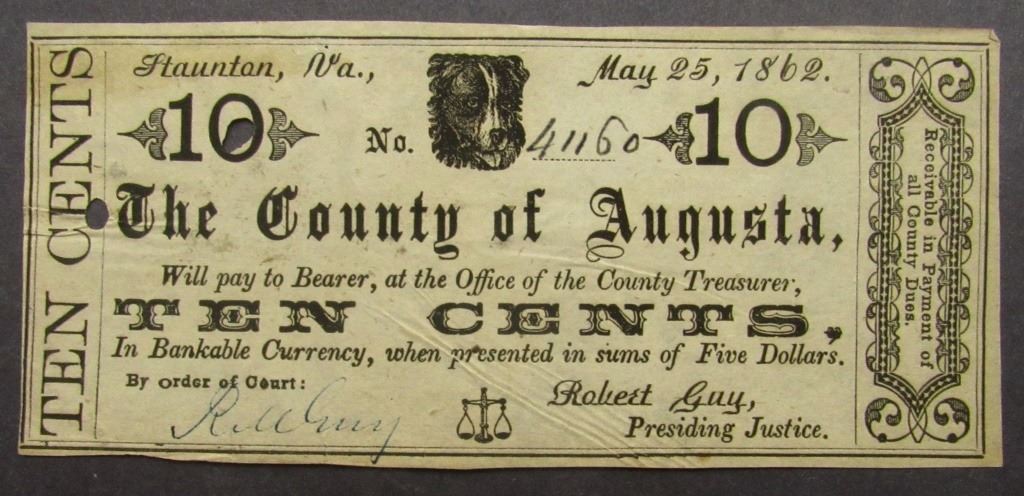 TEN CENTS
Staunton, Va.,
May 25, 1862.
10
No. 41160
10
The County of Augusta,
Will pay to Bearer, at the Office of the County Treasurer,
TEN CENTS,
In Bankable Currency, when presented in sums of Five Dollars.
By order of Court:
Robert Guy,
Presiding Justice.
Receivable in Payment of
all County Dues.